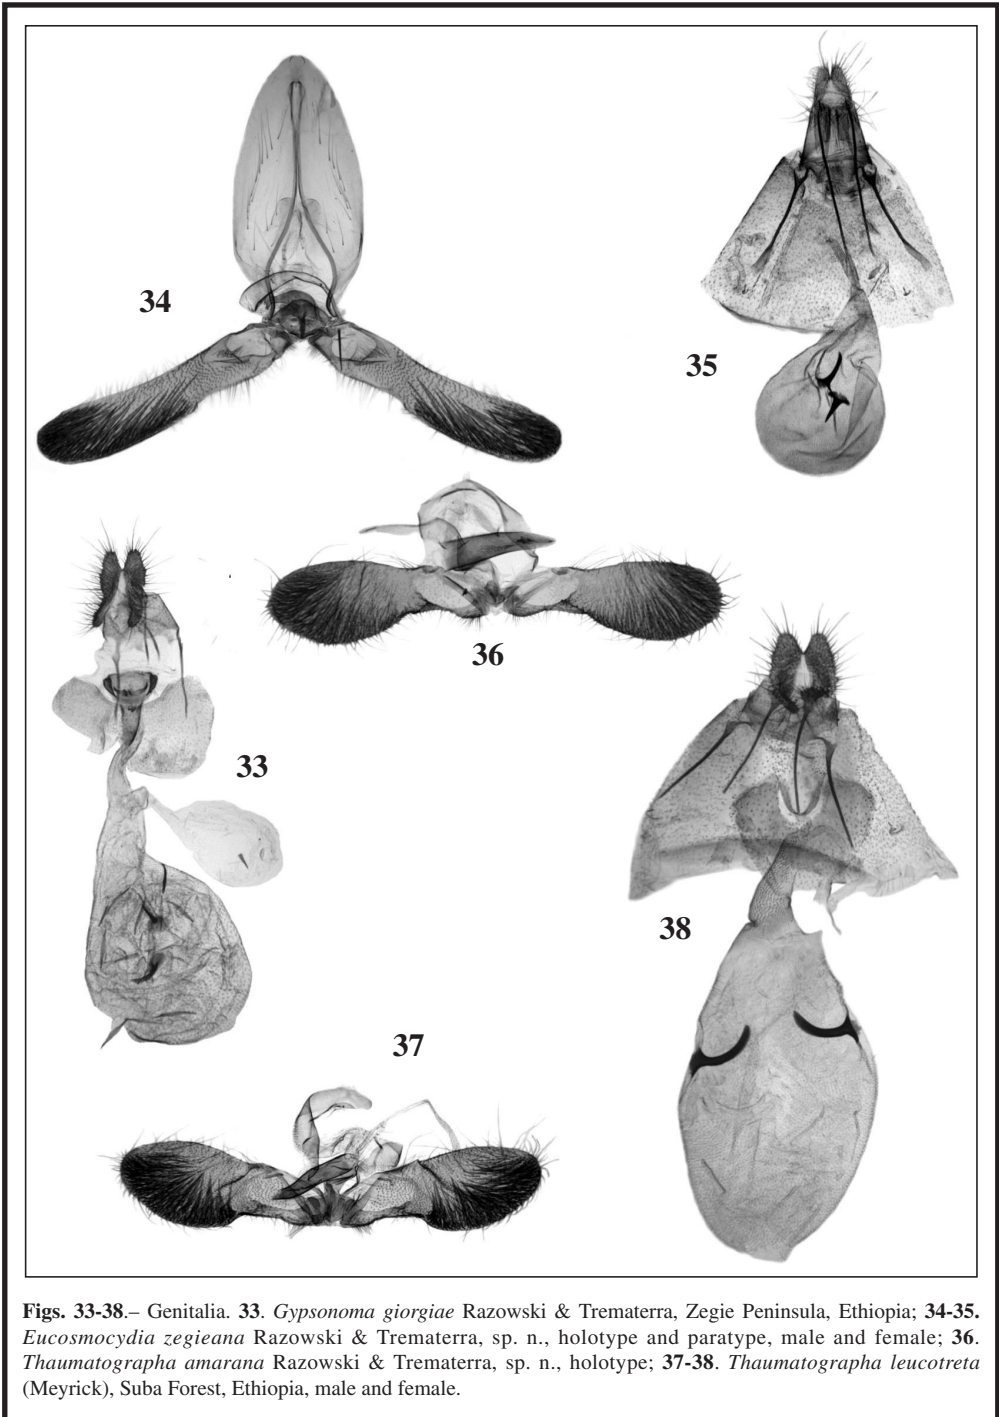 34
35
36
33
38
37
Figs. 33-38.– Genitalia. 33. Gypsonoma giorgiae Razowski & Trematerra, Zegie Peninsula, Ethiopia; 34-35.
Eucosmocydia zegieana Razowski & Trematerra, sp. n., holotype and paratype, male and female; 36.
Thaumatographa amarana Razowski & Trematerra, sp. n., holotype; 37-38. Thaumatographa leucotreta
(Meyrick), Suba Forest, Ethiopia, male and female.